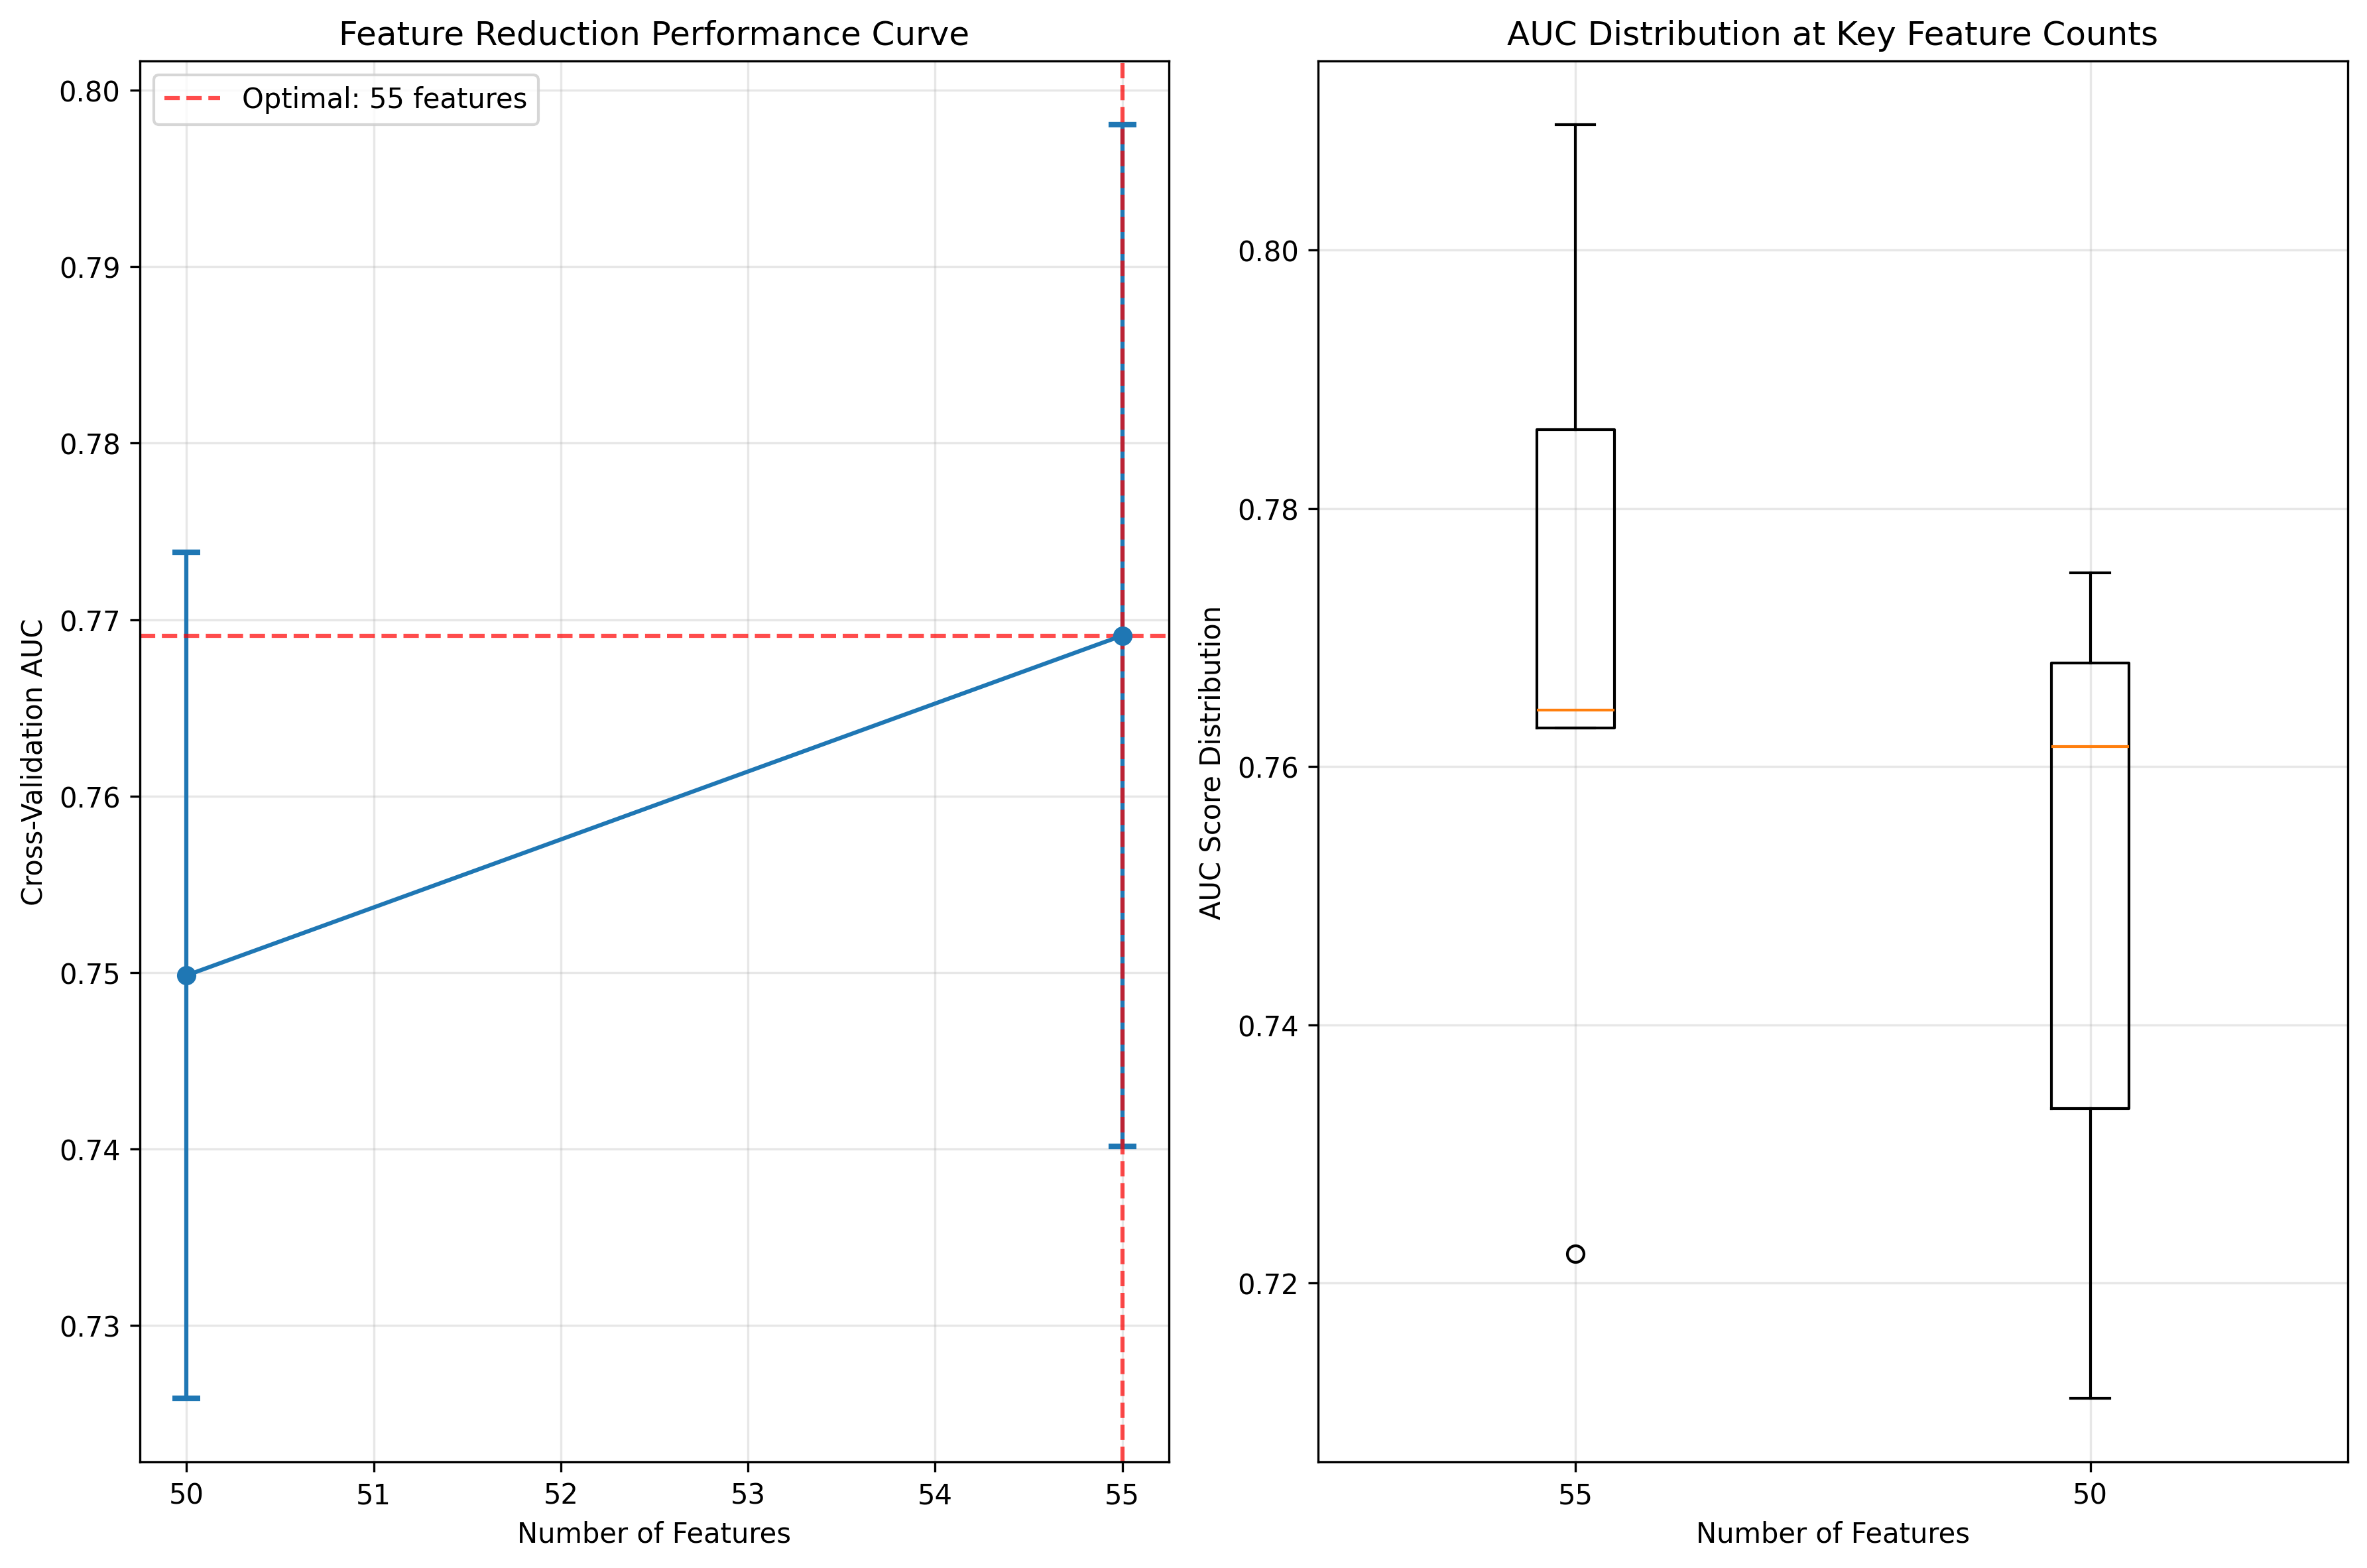 Feature Reduction Performance Curve
Optimal: 55 features
0.80
0.79
0.78
0.77
0.76
0.75
0.74
0.73
Cross-Validation AUC
50 51 52 53 54 55
Number of Features
AUC Distribution at Key Feature Counts
0.80
0.78
0.76
0.74
0.72
AUC Score Distribution
55 50
Number of Features